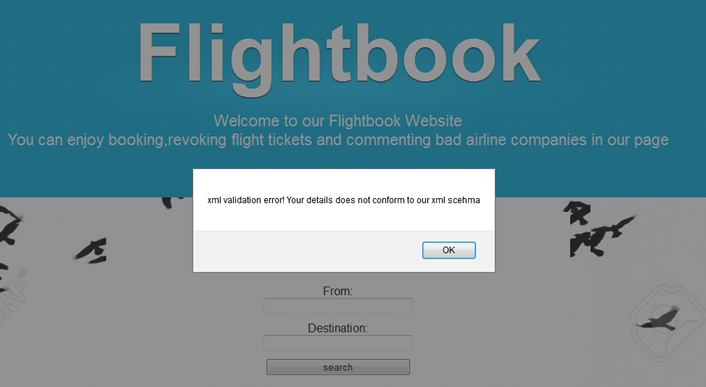 Flightbook
Welcome to our Flightbook Website
You can enjoy booking,revoking flight tickets and commenting bad airline companies in our page
xml validation error! Your details does not conform to our xml scehma
OK
From:
Destination:
search